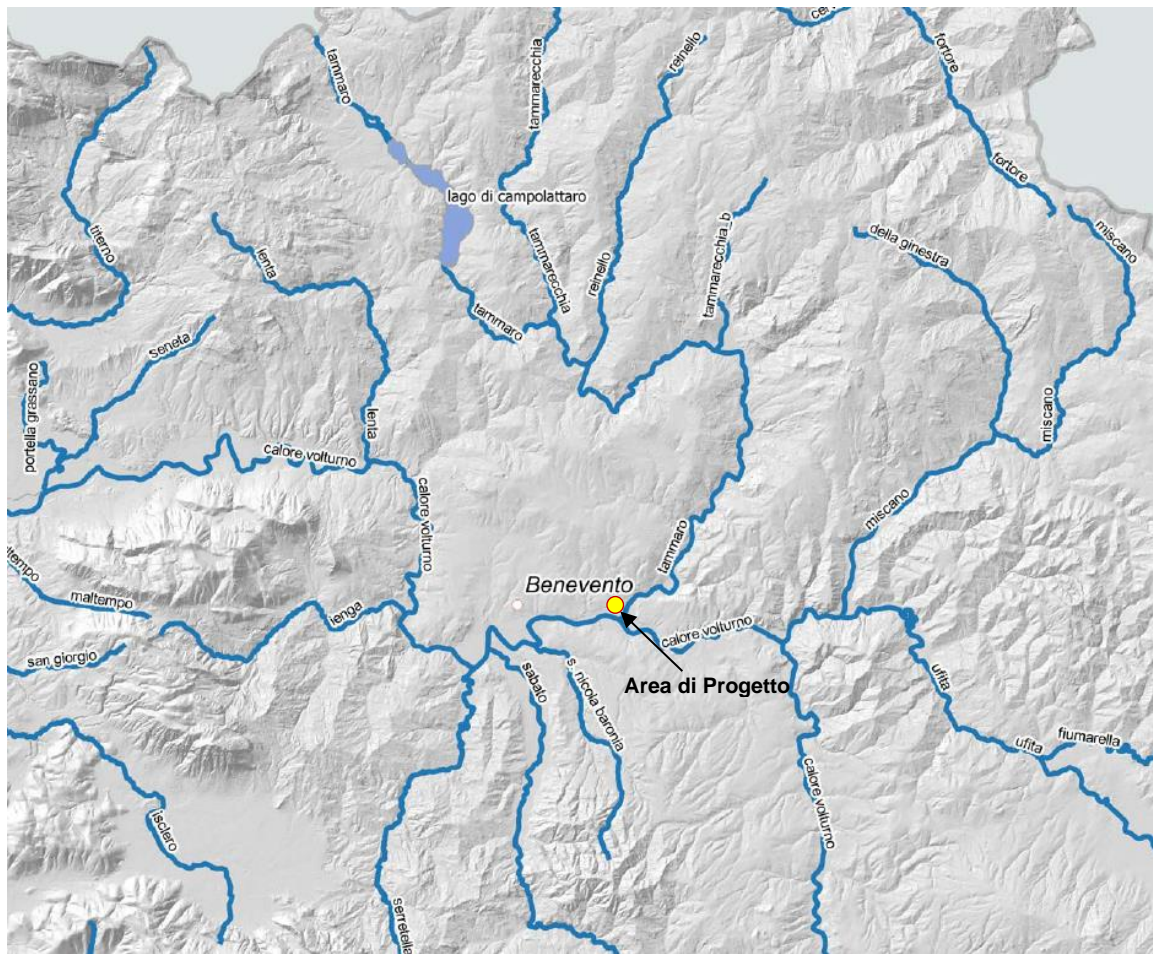 cer
fortore
reinello
tammaro
tammarecchia
fortore
lago di campolattaro
miscano
titerno
lenta
tammarecchia
tammarecchia_b
della ginestra
reinello
tammaro
seneta
portella grassano
lenta
miscano
calore volturno
calore volturno
miscano
tammaro
Benevento
maltempo
ienga
calore volturno
san giorgio
sabato
s. nicola baronia
Area di Progetto
ufita
ufita
fiumarella
isclero
calore volturno
serretella